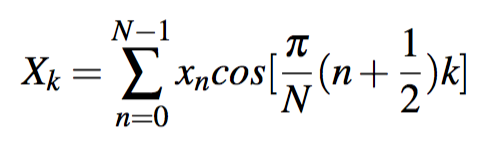 X_k = \sum_{n=0}^{N-1} x_n cos[\frac{\pi}{N}(n+\frac{1}{2})k]